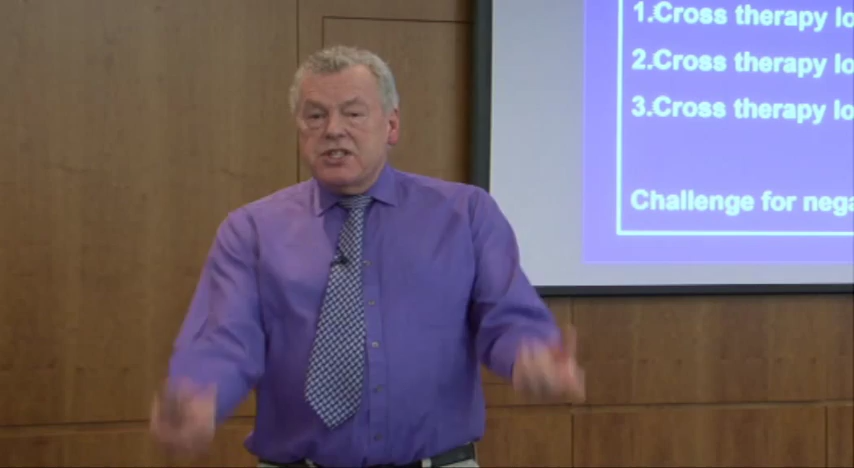 1.Cross therapy lo
2.Cross therapy lo
3.Cross therapy lo
Challenge for nega